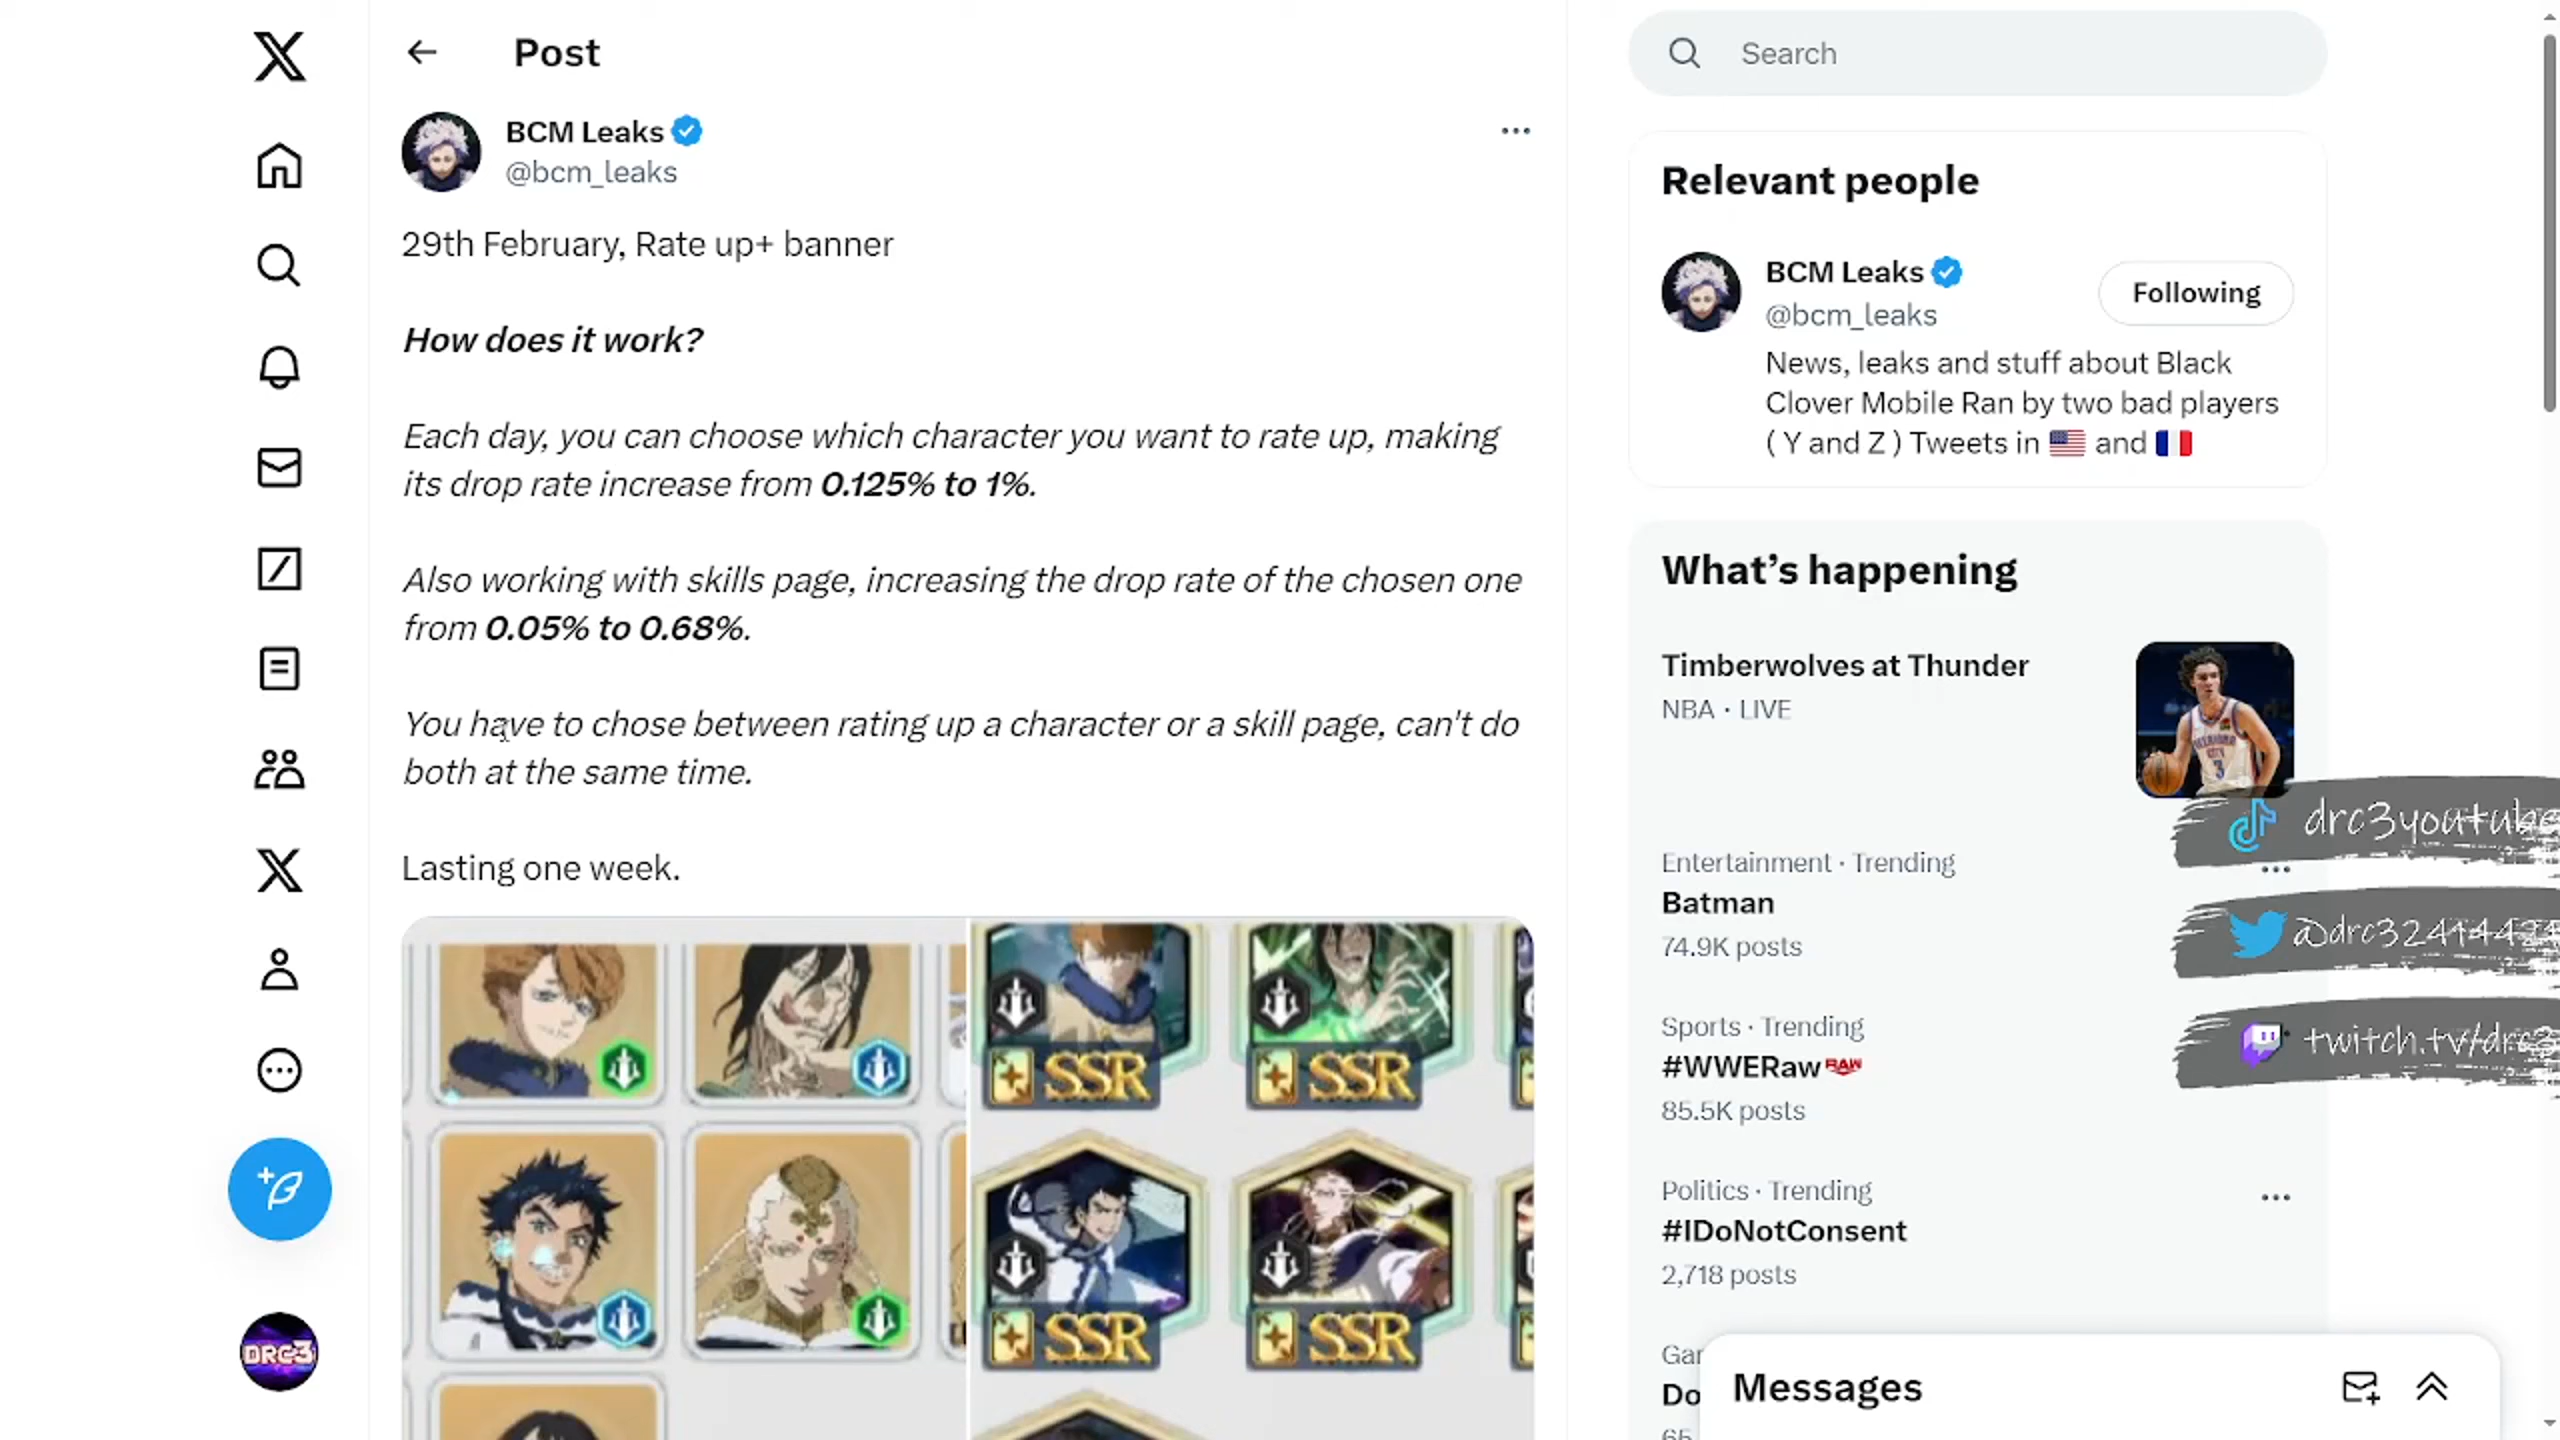 Post
BCM Leaks
@bcm_leaks
29th February, Rate up+ banner
How does it work?
Each day, you can choose which character you want to rate up, making
its drop rate increase from 0.125% to 1%.
Also working with skills page, increasing the drop rate of the chosen one
from 0.05% to 0.68%.
You have to chose between rating up a character or a skill page, can't do
both at the same time.
Lasting one week.
SSR
SSR
SSR
SSR
DRC3
Search
Relevant people
BCM Leaks
@bcm_leaks
Following
News, leaks and stuff about Black
Clover Mobile Ran by two bad players
( Y and Z ) Tweets in 🇺🇸 and 🇫🇷
What's happening
Timberwolves at Thunder
NBA · LIVE
Entertainment · Trending
Batman
74.9K posts
Sports · Trending
#WWERaw
85.5K posts
Politics · Trending
#IDoNotConsent
2,718 posts
drc3youtube
twitch.tv/drc3
Messages